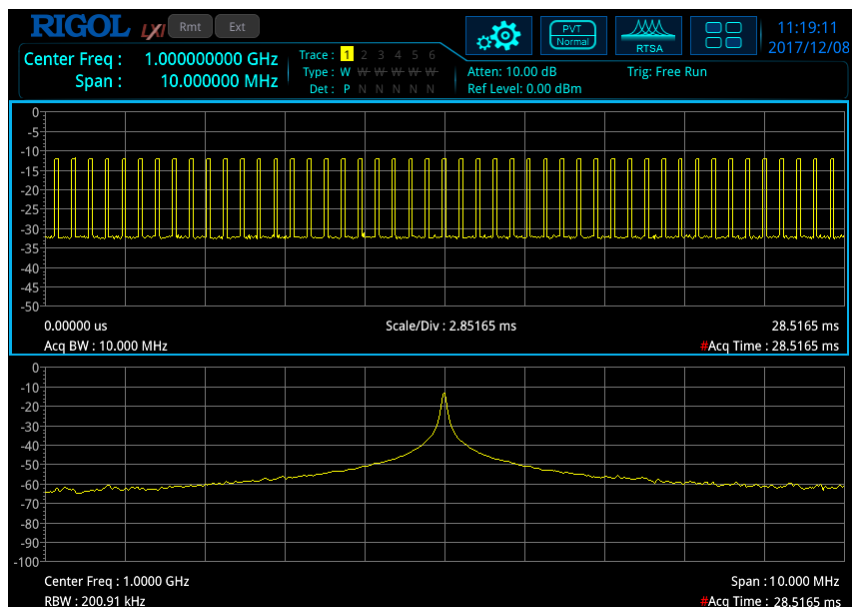 RIGOL LXI Rmt Ext
PVT
Normal
RTSA
11:19:11
2017/12/08
Center Freq : 1.000000000 GHz
Span : 10.000000 MHz
Trace : 1 2 3 4 5 6
Type : W W W W W W
Det : P N N N N N
Atten: 10.00 dB
Trig: Free Run
Ref Level: 0.00 dBm
0
-5
-10
-15
-20
-25
-30
-35
-40
-45
-50
0.00000 us
Scale/Div : 2.85165 ms
28.5165 ms
Acq BW : 10.000 MHz
#Acq Time : 28.5165 ms
0
-10
-20
-30
-40
-50
-60
-70
-80
-90
-100
Center Freq : 1.0000 GHz
Span : 10.000 MHz
RBW : 200.91 kHz
#Acq Time : 28.5165 ms